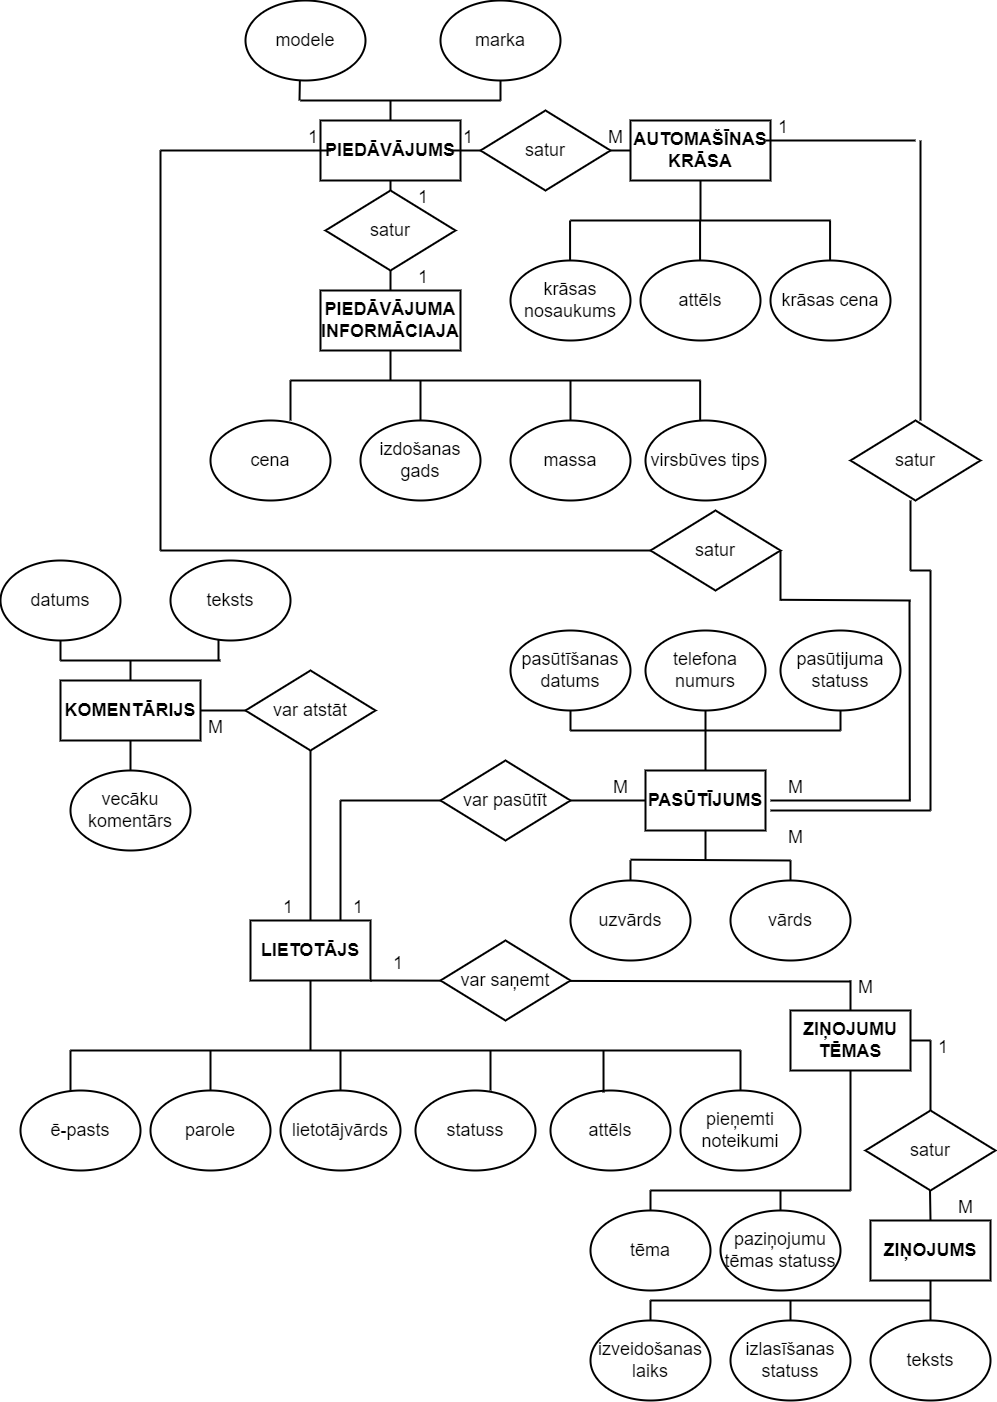 modele
marka
1
PIEDĀVĀJUMS
1
satur
M
AUTOMAŠĪNAS
KRĀSA
1
1
satur
1
krāsas
nosaukums
attēls
krāsas cena
PIEDĀVĀJUMA
INFORMĀCIAJA
cena
izdošanas
gads
massa
virsbūves tips
satur
satur
datums
teksts
pasūtīšanas
datums
telefona
numurs
pasūtijuma
statuss
KOMENTĀRIJS
M
var atstāt
vecāku
komentārs
var pasūtīt
M
PASŪTĪJUMS
M
M
uzvārds
vārds
1
1
LIETOTĀJS
1
var saņemt
M
ZIŅOJUMU
TĒMAS
1
ē-pasts
parole
lietotājvārds
statuss
attēls
pieņemti
noteikumi
satur
M
tēma
paziņojumu
tēmas statuss
ZIŅOJUMS
izveidošanas
laiks
izlasīšanas
statuss
teksts